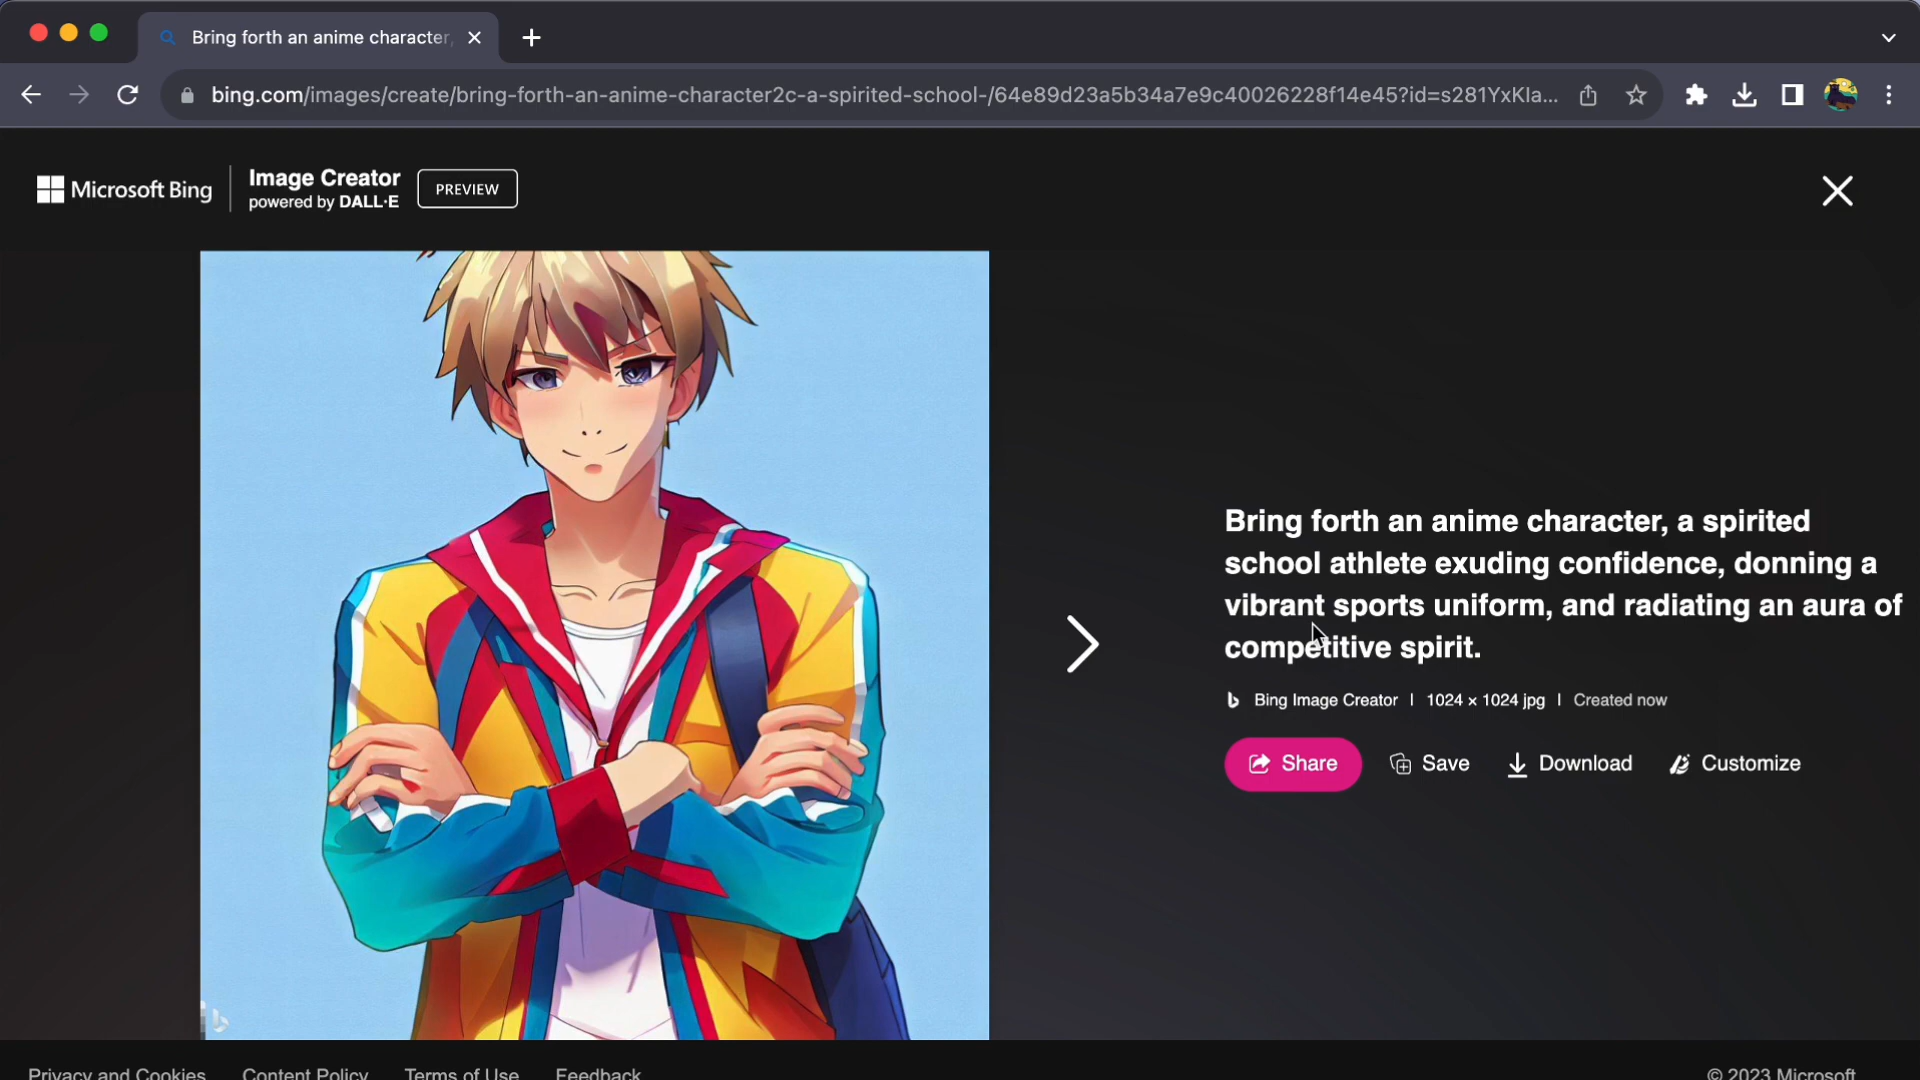 Bring forth an anime character,
bing.com/images/create/bring-forth-an-anime-character2c-a-spirited-school-/64e89d23a5b34a7e9c40026228f14e45?id=s281YxKla...
Microsoft Bing
Image Creator
powered by DALL·E
PREVIEW
Bring forth an anime character, a spirited
school athlete exuding confidence, donning a
vibrant sports uniform, and radiating an aura of
competitive spirit.
Bing Image Creator | 1024 × 1024 jpg | Created now
Share Save Download Customize
Privacy and Cookies Content Policy Terms of Use Feedback
© 2023 Microsoft